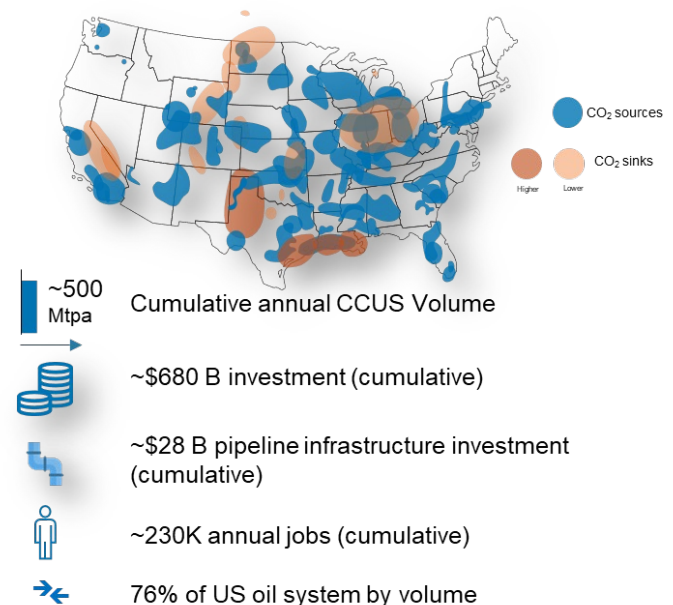 CO₂ sources
CO₂ sinks
Higher
Lower
~500
Mtpa
Cumulative annual CCUS Volume
~$680 B investment (cumulative)
~$28 B pipeline infrastructure investment
(cumulative)
~230K annual jobs (cumulative)
76% of US oil system by volume